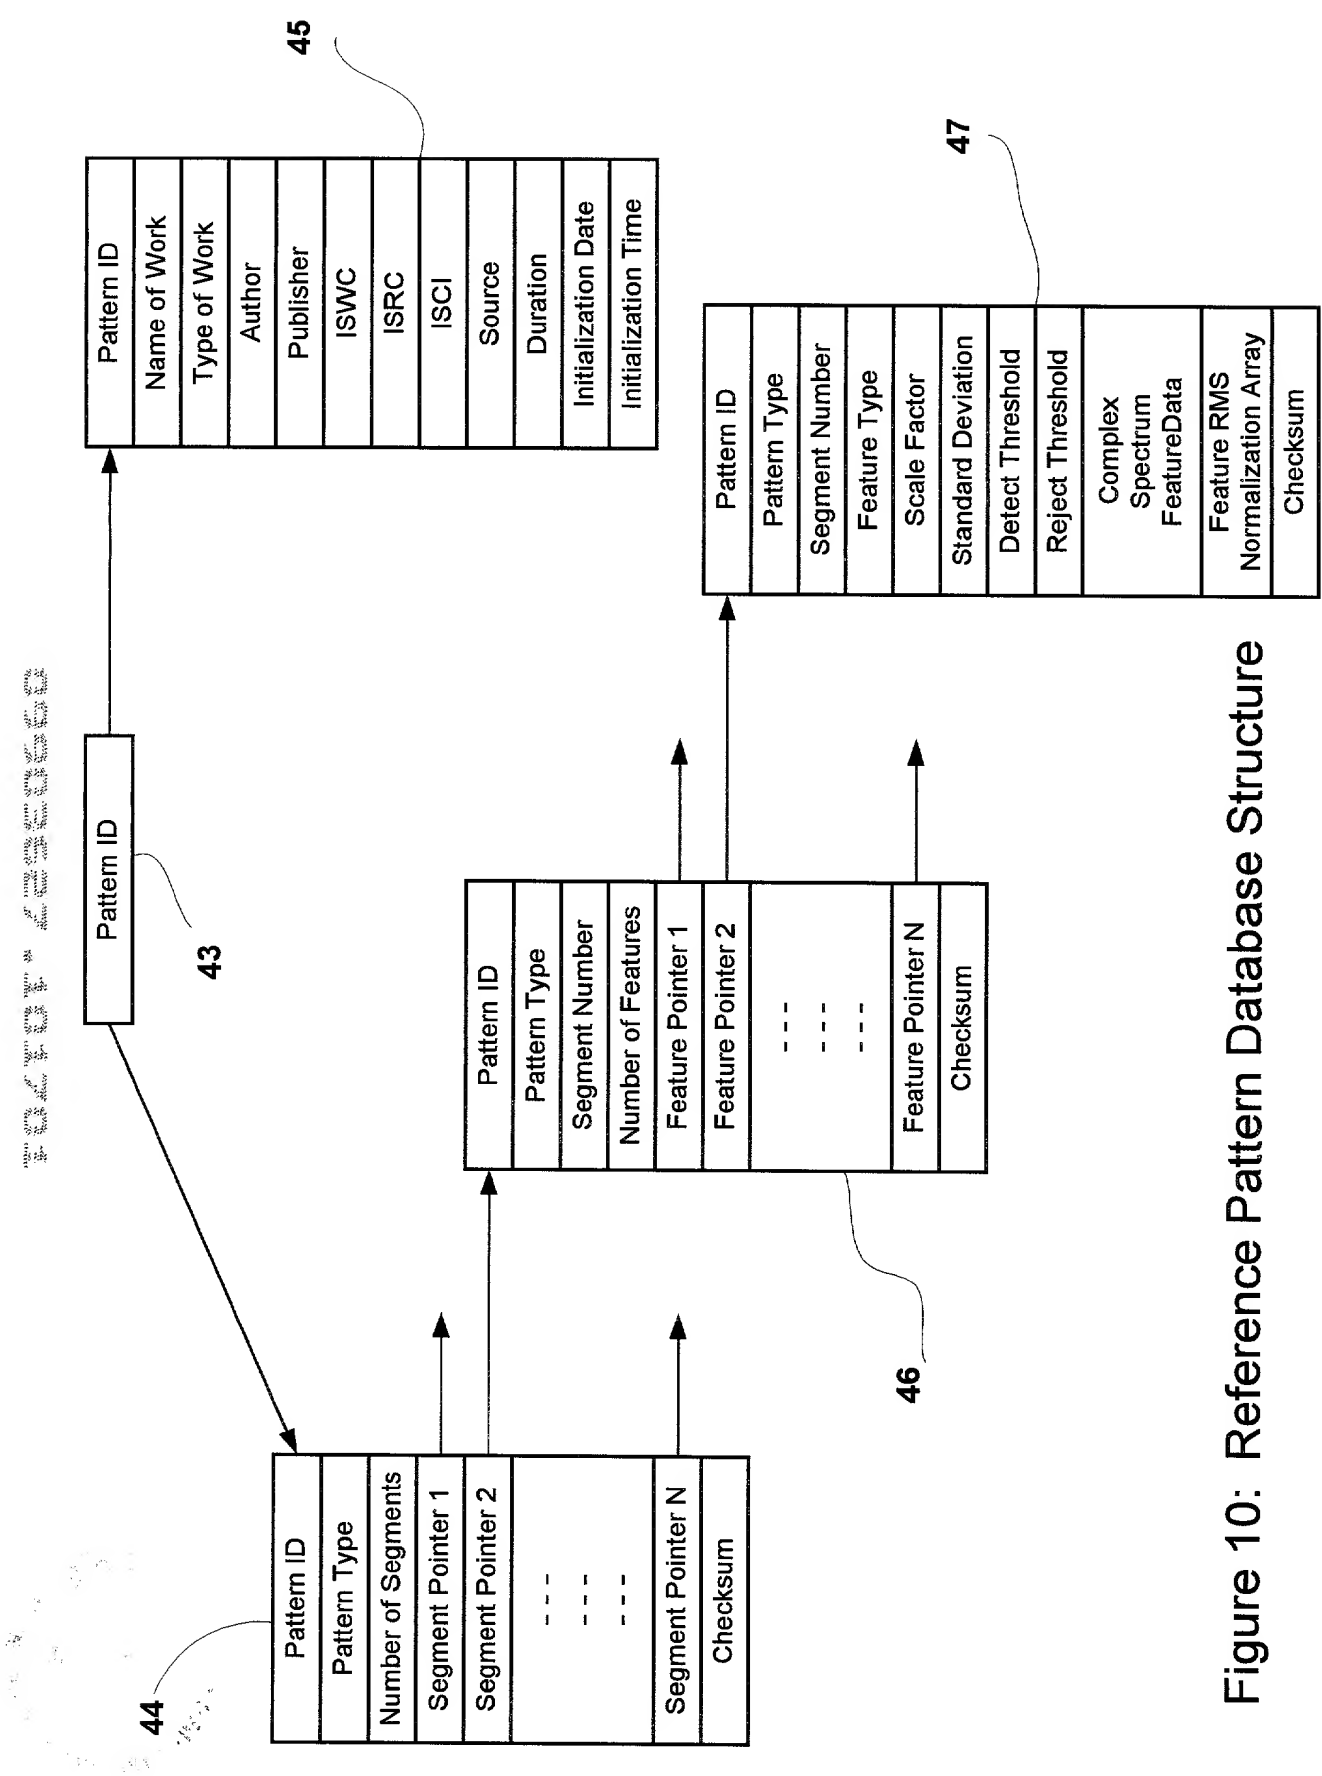 Pattern ID
43
Pattern ID
Name of Work
Type of Work
Author
Publisher
ISWC
ISRC
ISCI
Source
Duration
Initialization Date
Initialization Time
45
44
Pattern ID
Pattern Type
Number of Segments
Segment Pointer 1
Segment Pointer 2
- - -
- - -
- - -
Segment Pointer N
Checksum
Pattern ID
Pattern Type
Segment Number
Number of Features
Feature Pointer 1
Feature Pointer 2
- - -
- - -
- - -
Feature Pointer N
Checksum
46
Pattern ID
Pattern Type
Segment Number
Feature Type
Scale Factor
Standard Deviation
Detect Threshold
Reject Threshold
Complex
Spectrum
FeatureData
Feature RMS
Normalization Array
Checksum
47
Figure 10: Reference Pattern Database Structure